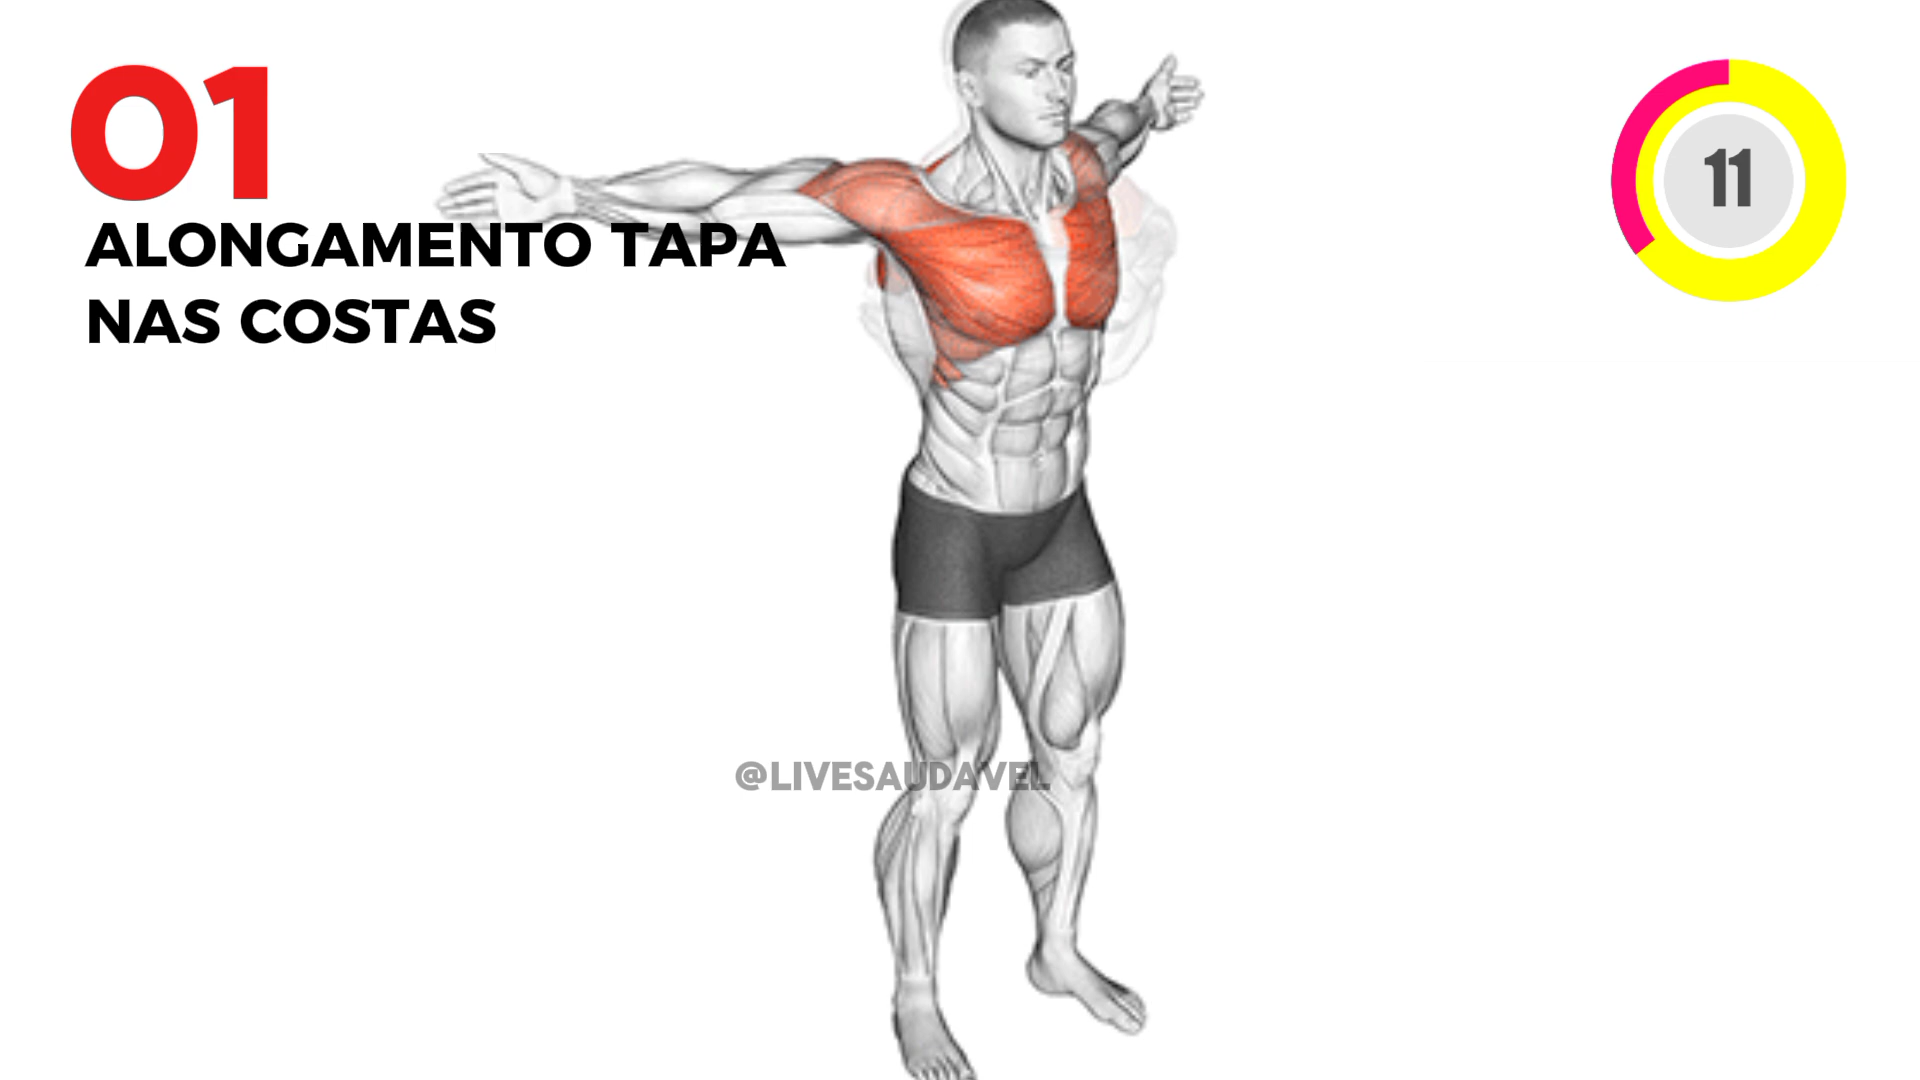 01
ALONGAMENTO TAPA
NAS COSTAS
11
@LIVESAUDAVEL